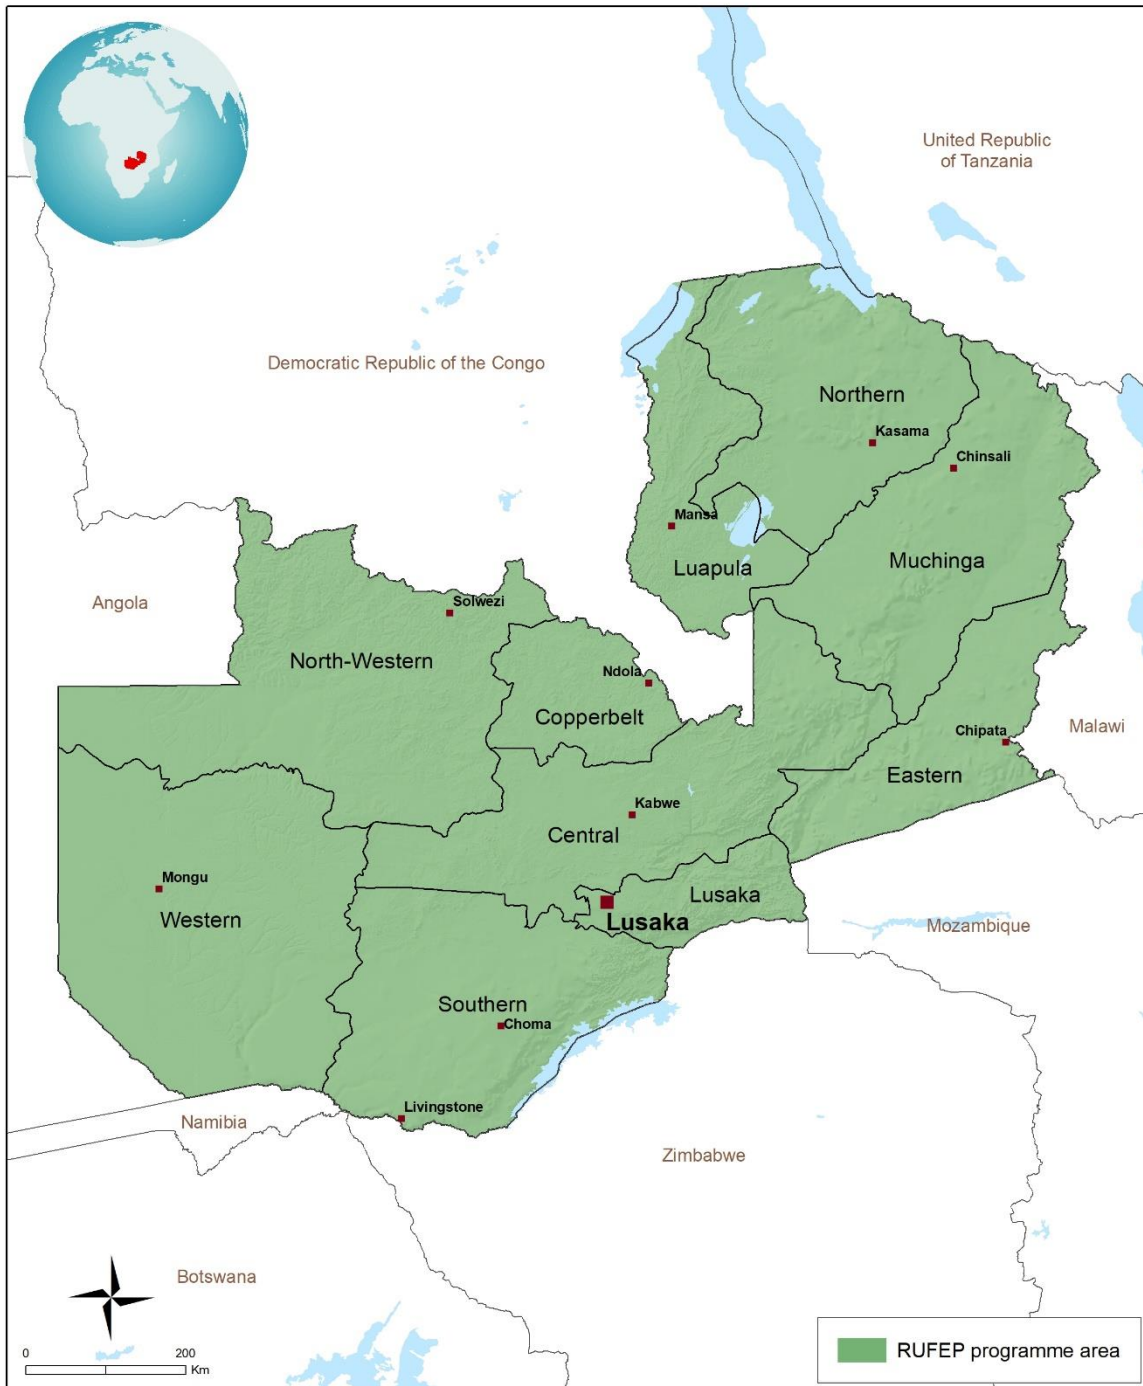 United Republic
of Tanzania
Democratic Republic of the Congo
Northern
Kasama
Chinsali
Mansa
Luapula
Muchinga
Angola
Solwezi
North-Western
Ndola
Copperbelt
Chipata
Malawi
Eastern
Kabwe
Central
Mongu
Western
Lusaka
Lusaka
Mozambique
Southern
Choma
Livingstone
Namibia
Zimbabwe
Botswana
0 200
Km
RUFEP programme area